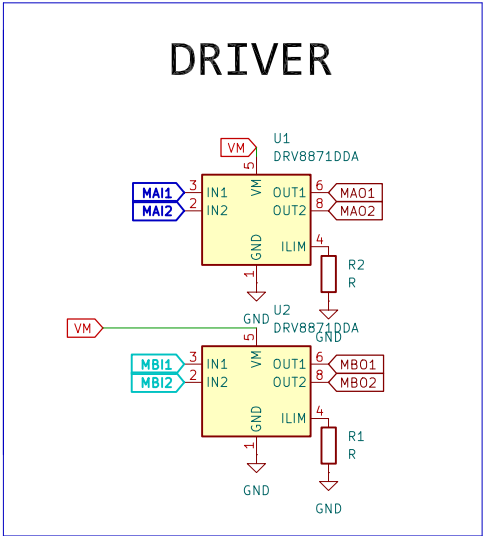 DRIVER
U1
VM
DRV8871DDA
5
VM
MAI1 3 IN1 OUT1 6 MAO1
MAI2 2 IN2 OUT2 8 MAO2
GND ILIM 4
1
R2
R
GND
GND
U2
VM
DRV8871DDA
5
VM
MBI1 3 IN1 OUT1 6 MBO1
MBI2 2 IN2 OUT2 8 MBO2
GND ILIM 4
1
R1
R
GND
GND